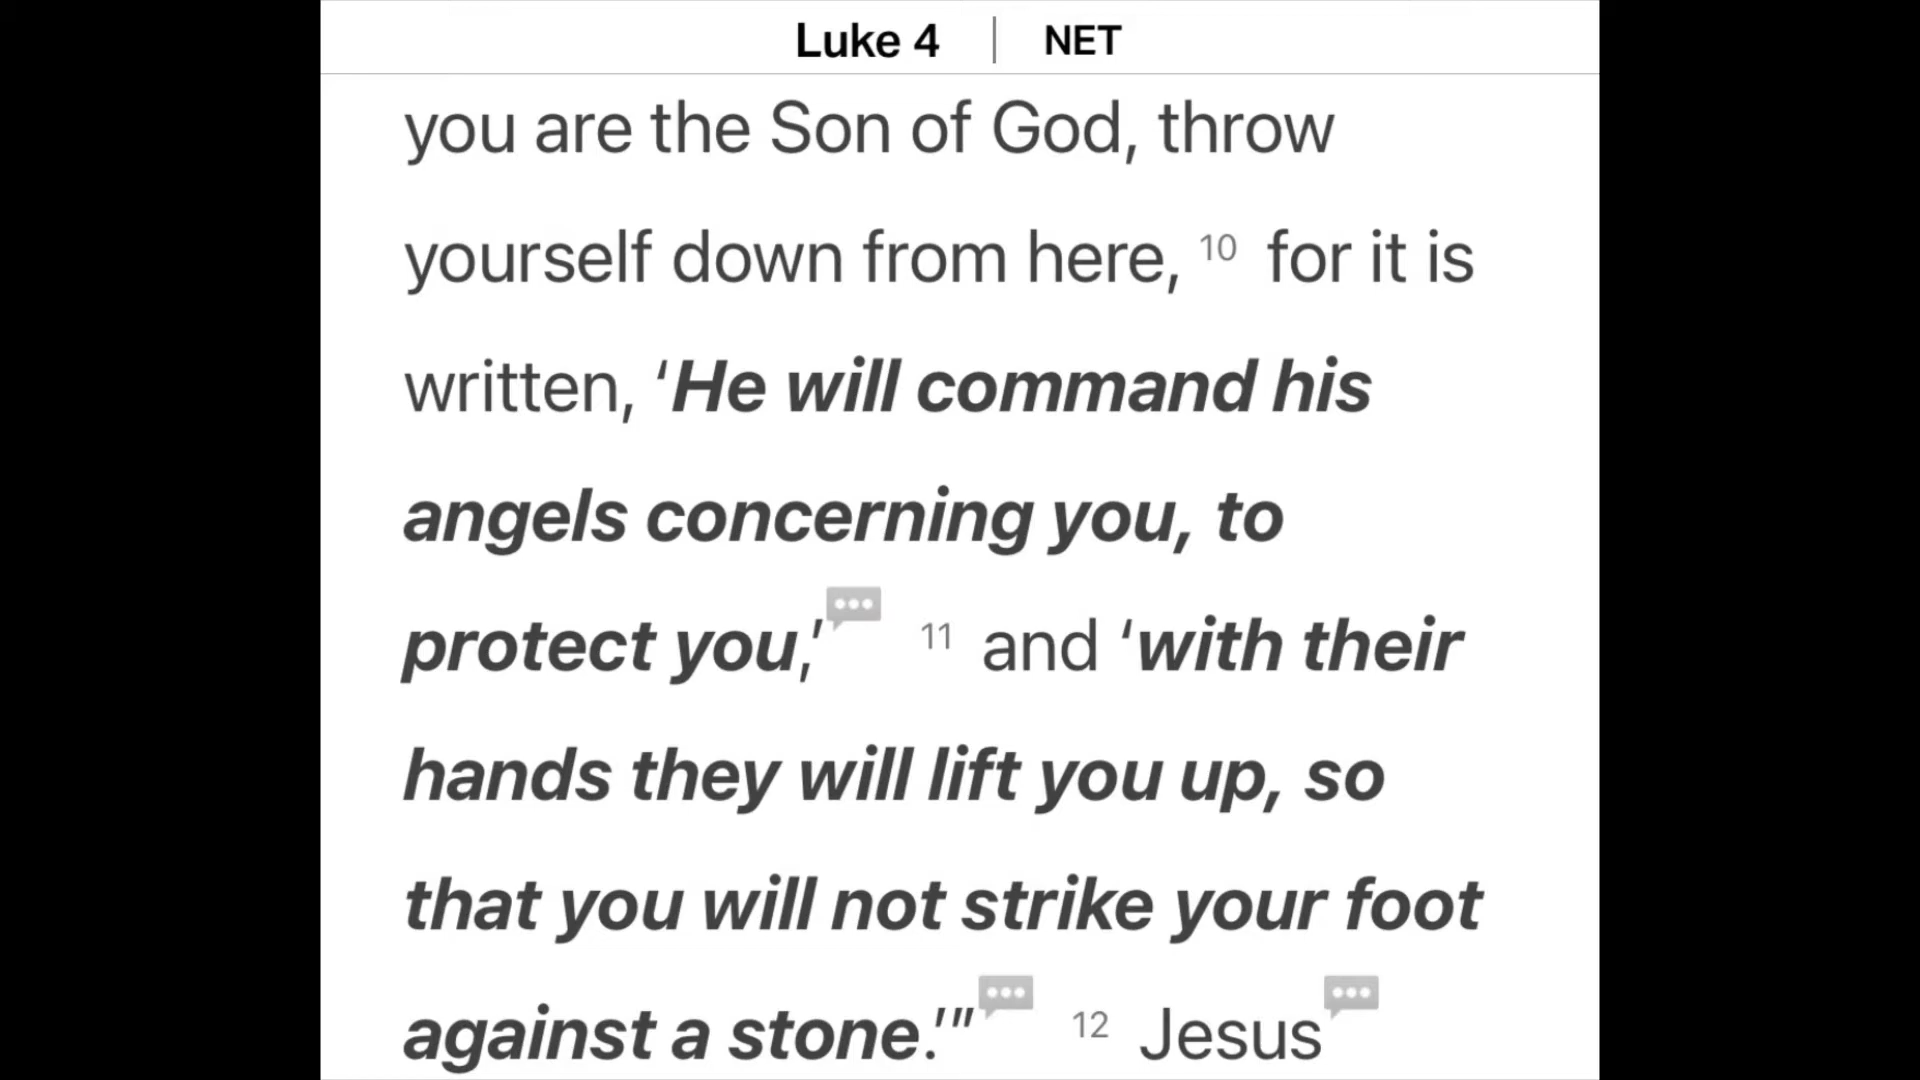 Luke 4 | NET
you are the Son of God, throw
yourself down from here, 10 for it is
written, ‘He will command his
angels concerning you, to
protect you,’ 11 and ‘with their
hands they will lift you up, so
that you will not strike your foot
against a stone.’” 12 Jesus